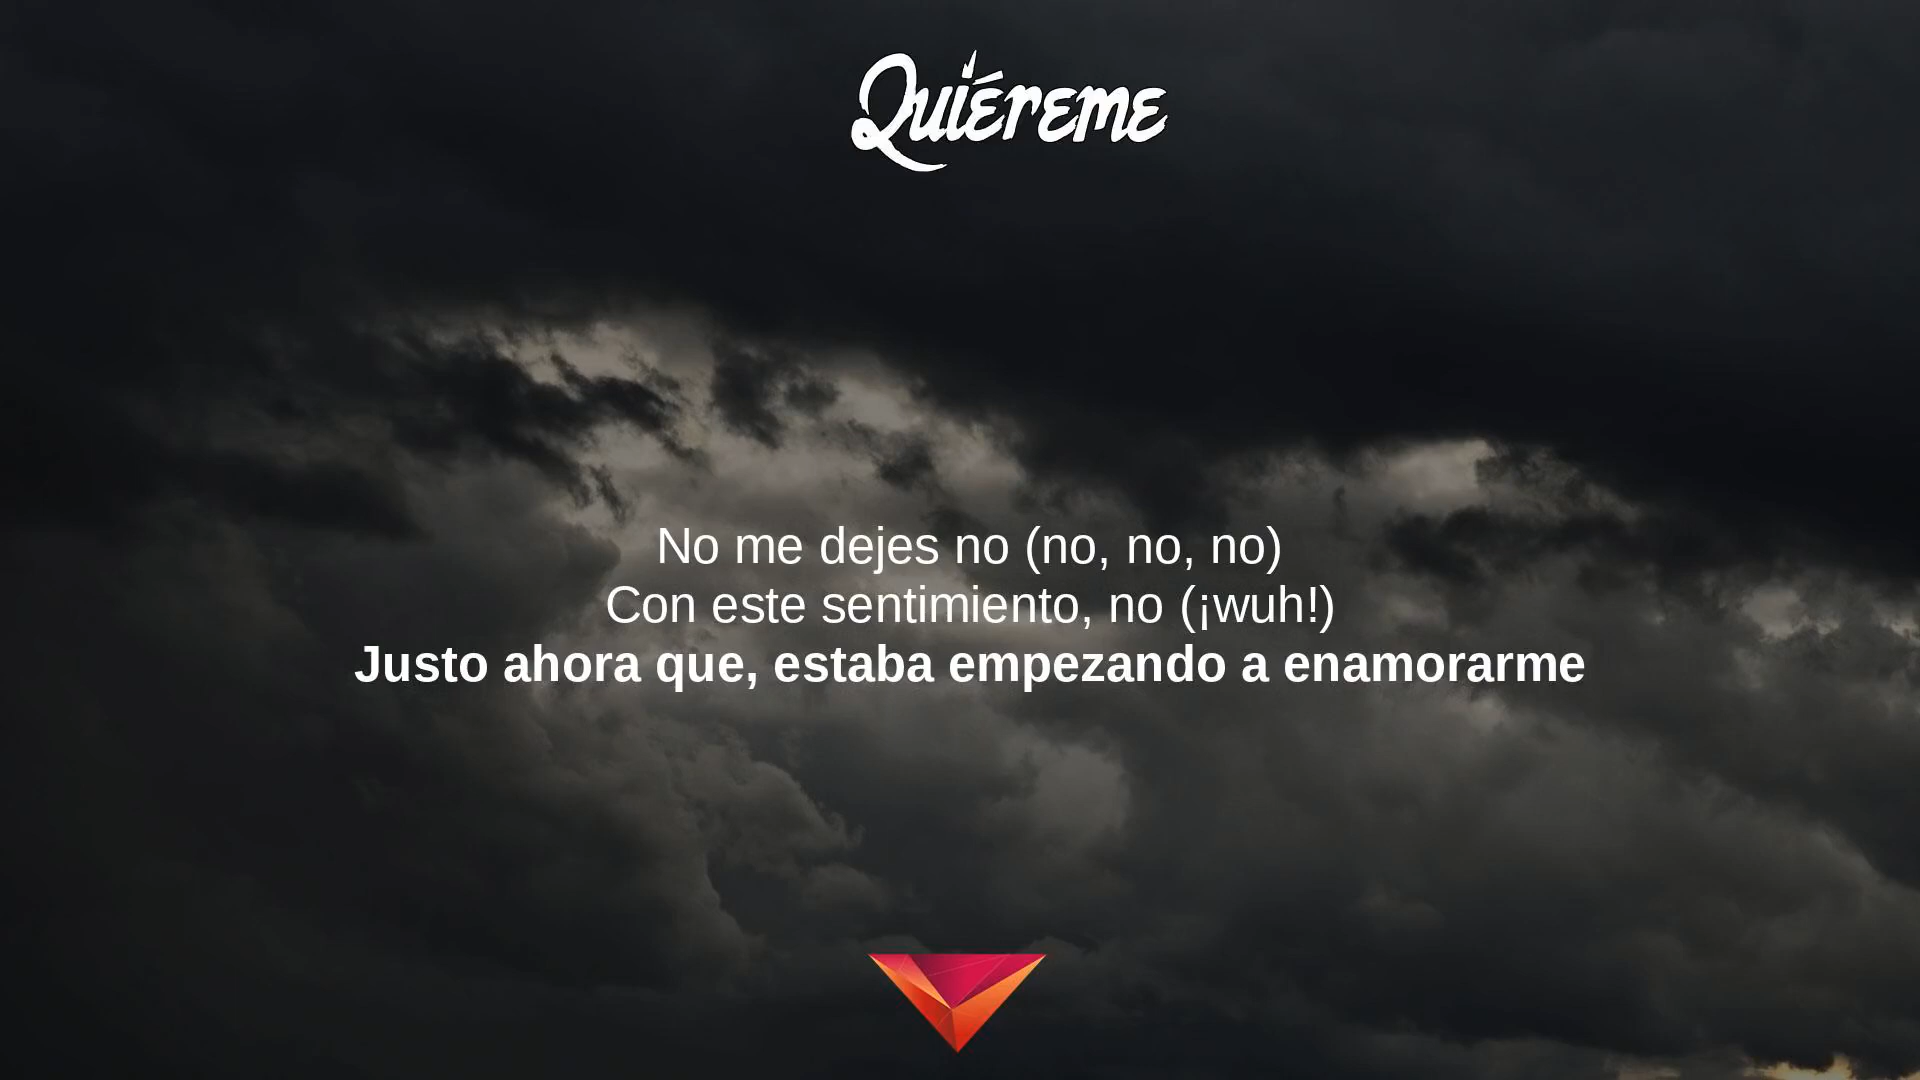 Quiéreme
No me dejes no (no, no, no)
Con este sentimiento, no (¡wuh!)
Justo ahora que, estaba empezando a enamorarme